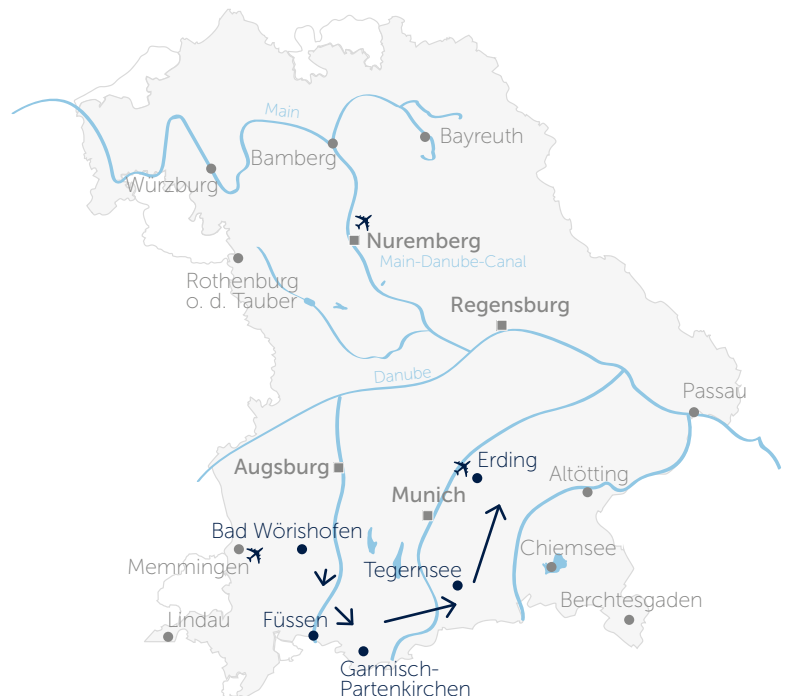 Main
Bayreuth
Bamberg
Wurzburg
Nuremberg
Main-Danube-Canal
Rothenburg
o. d. Tauber
Regensburg
Danube
Passau
Augsburg
Erding
Altötting
Munich
Bad Wörishofen
Chiemsee
Memmingen
Tegernsee
Berchtesgaden
Lindau
Füssen
Garmisch-
Partenkirchen